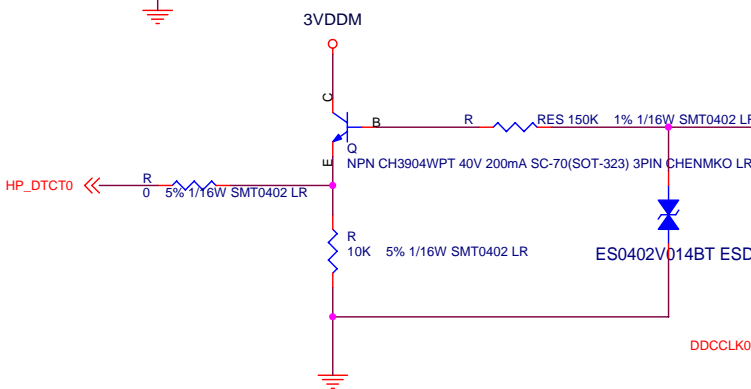 3VDDM
C
B
R
RES 150K 1% 1/16W SMT0402 LR
Q
E
NPN CH3904WPT 40V 200mA SC-70(SOT-323) 3PIN CHENMKO LR
HP_DTCT0
R
0 5% 1/16W SMT0402 LR
R
10K 5% 1/16W SMT0402 LR
ES0402V014BT ESD
DDCCLK0